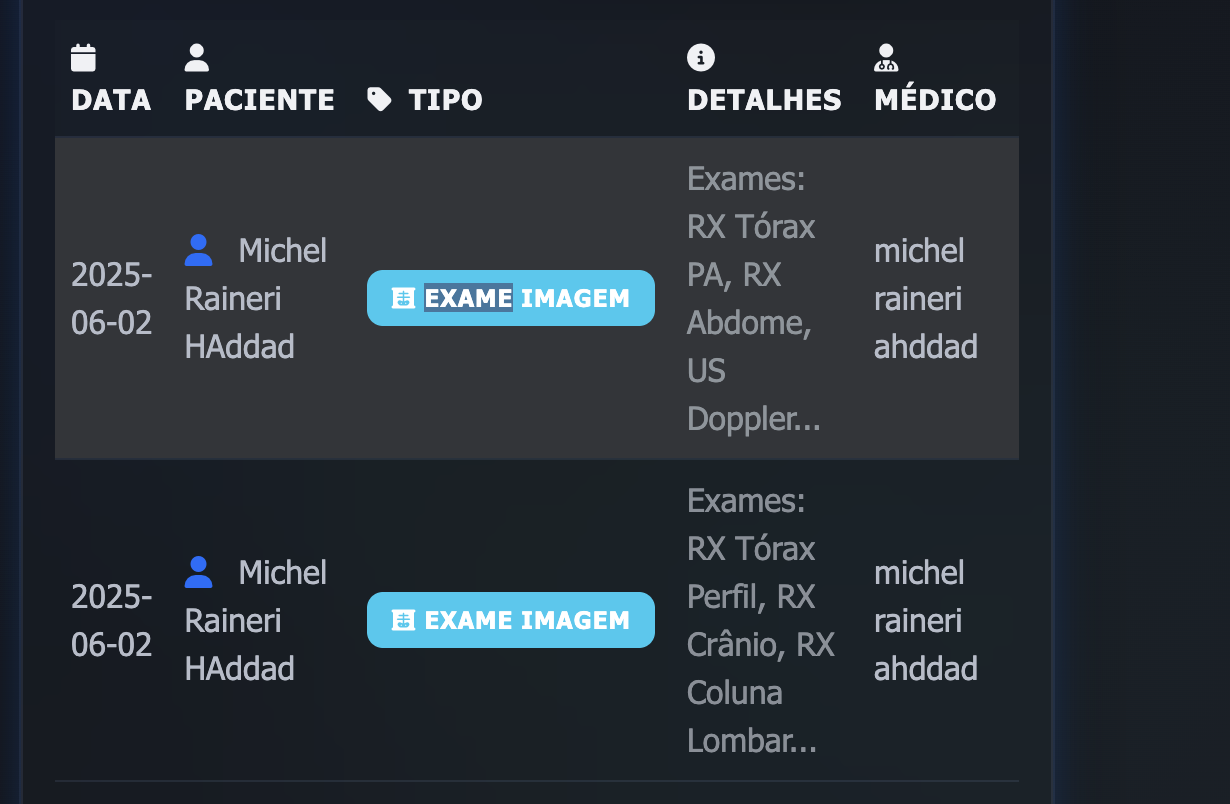 DATA
PACIENTE
TIPO
DETALHES
MÉDICO
2025-
06-02
Michel
Raineri
HAddad
EXAME IMAGEM
Exames:
RX Tórax
PA, RX
Abdome,
US
Doppler...
michel
raineri
ahddad
2025-
06-02
Michel
Raineri
HAddad
EXAME IMAGEM
Exames:
RX Tórax
Perfil, RX
Crânio, RX
Coluna
Lombar...
michel
raineri
ahddad